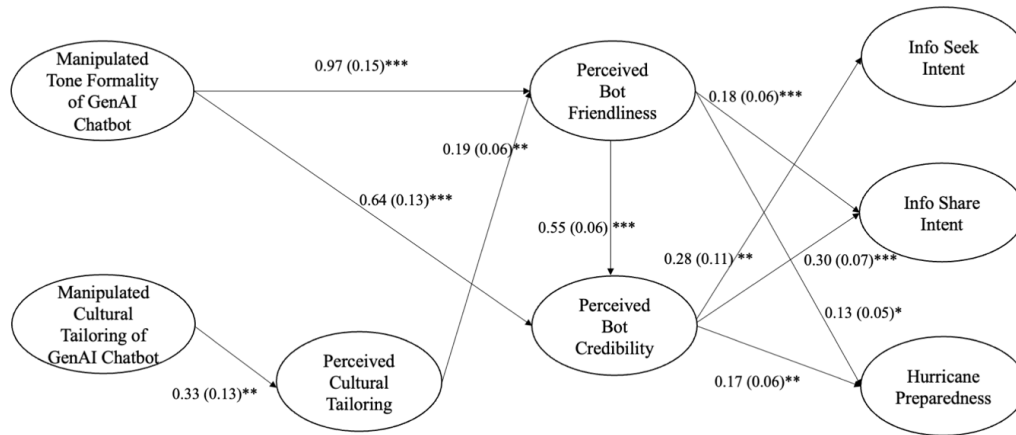 Manipulated
Tone Formality
of GenAI
Chatbot
0.97 (0.15)***
Perceived
Bot
Friendliness
Info Seek
Intent
0.18 (0.06)***
0.19 (0.06)**
0.64 (0.13)***
0.55 (0.06) ***
Info Share
Intent
0.28 (0.11) **
0.30 (0.07)***
Manipulated
Cultural
Tailoring of
GenAI Chatbot
Perceived
Bot
Credibility
0.13 (0.05)*
0.33 (0.13)**
Perceived
Cultural
Tailoring
0.17 (0.06)**
Hurricane
Preparedness